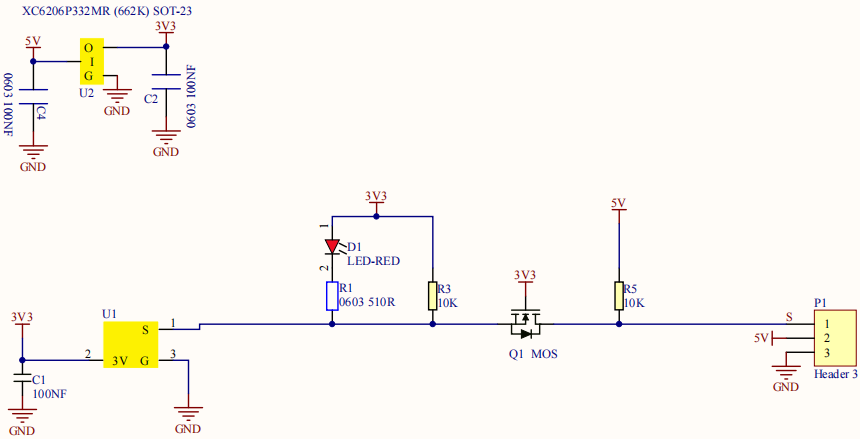 XC6206P332MR (662K) SOT-23
5V
3V3
O
I
G
U2
GND
0603 100NF
C4
GND
C2
0603 100NF
GND
3V3
1
D1
LED-RED
2
R1
0603 510R
R3
10K
3V3
Q1 MOS
5V
R5
10K
P1
S
1
5V
2
3
GND
Header 3
U1
3V3
S
1
2
3V
G
3
C1
100NF
GND
GND